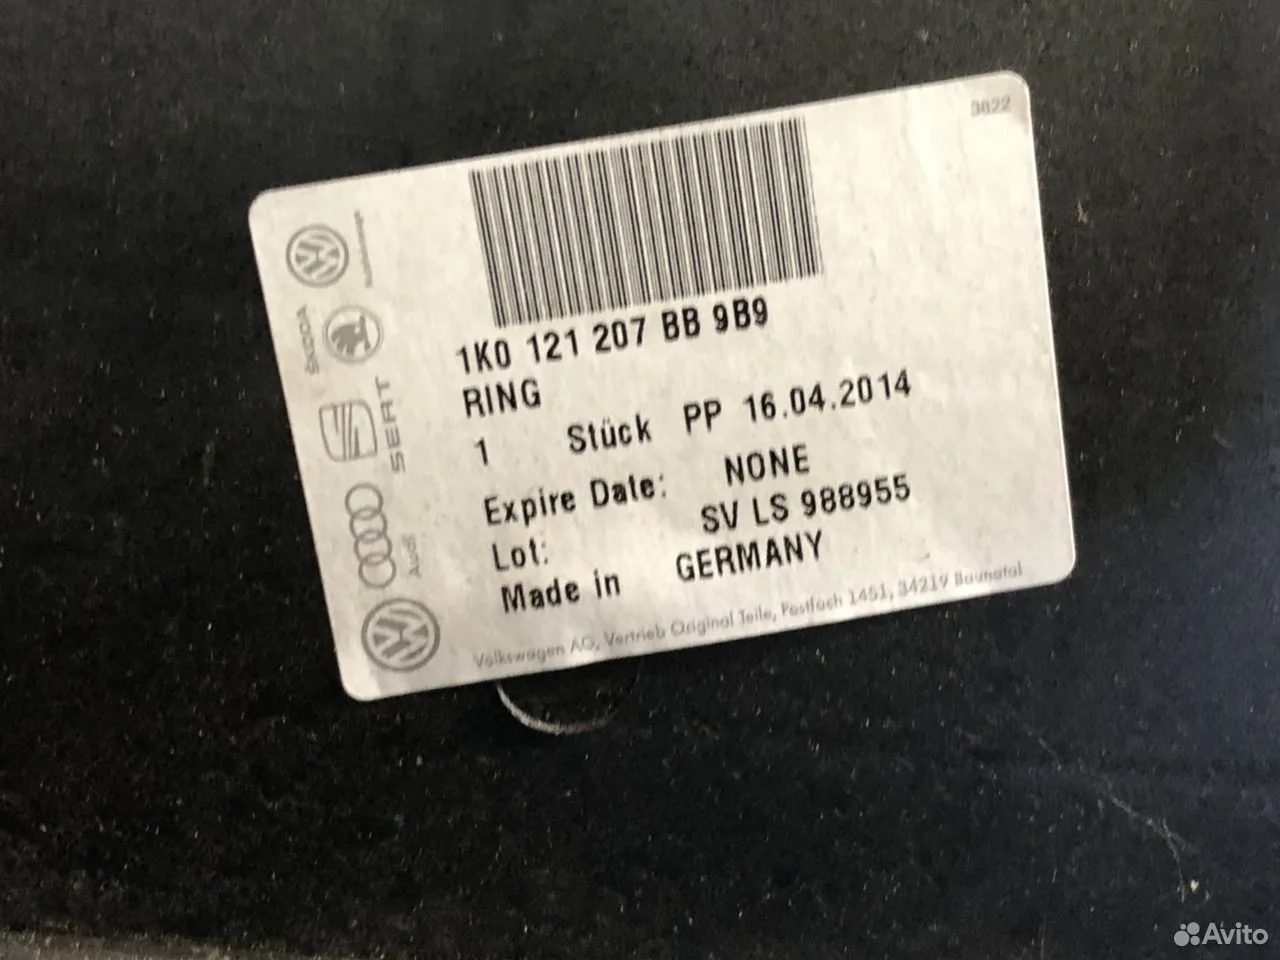 3822
1K0 121 207 BB 9B9
RING
1 Stück PP 16.04.2014
Expire Date: NONE
Lot: SV LS 988955
Made in GERMANY
Volkswagen AG, Vertrieb Original Teile, Postfach 1451, 34219 Baunatal
ŠKODA
SEAT
Audi
Avito